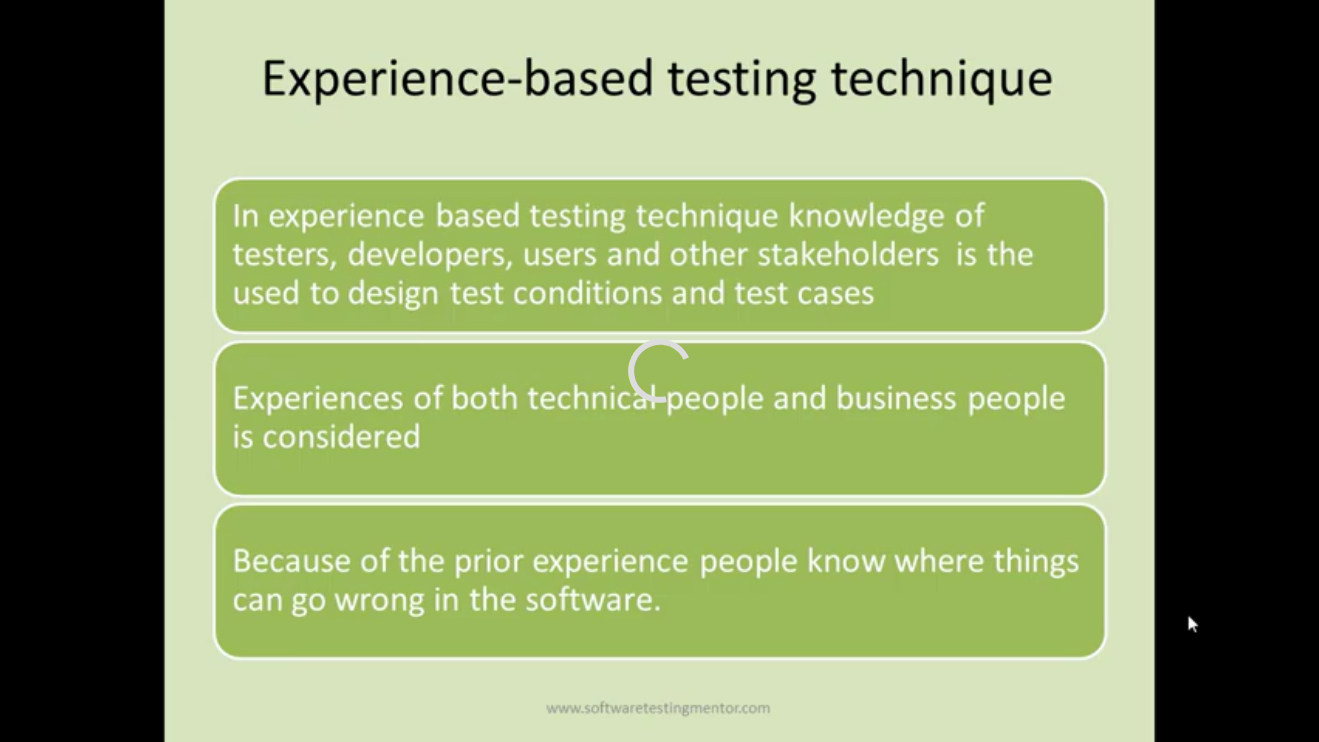 Experience-based testing technique
In experience based testing technique knowledge of
testers, developers, users and other stakeholders is the
used to design test conditions and test cases
Experiences of both technical people and business people
is considered
Because of the prior experience people know where things
can go wrong in the software.
www.softwaretestingmentor.com